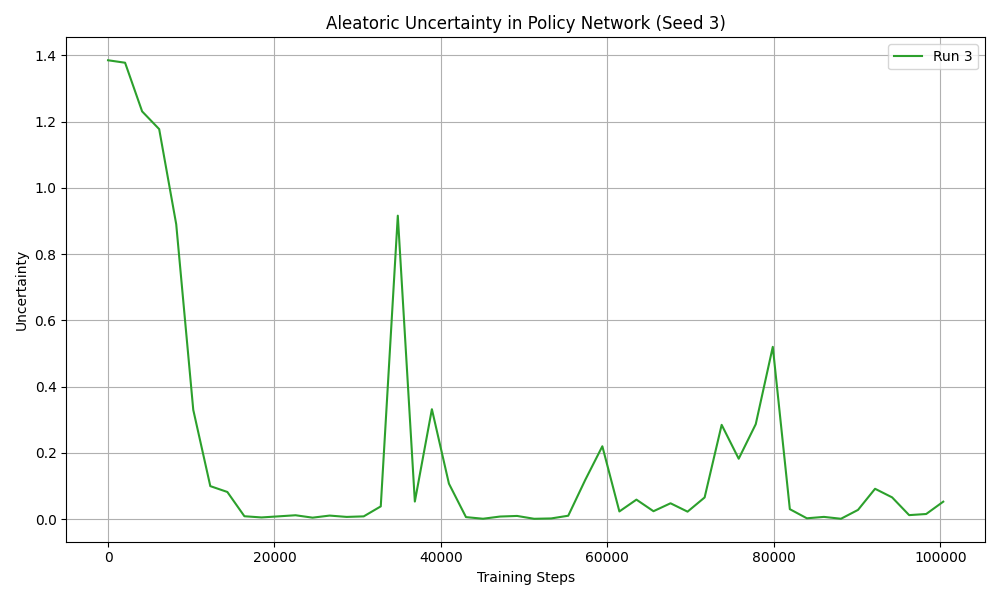 Aleatoric Uncertainty in Policy Network (Seed 3)
Run 3
Uncertainty
1.4
1.2
1.0
0.8
0.6
0.4
0.2
0.0
0 20000 40000 60000 80000 100000
Training Steps